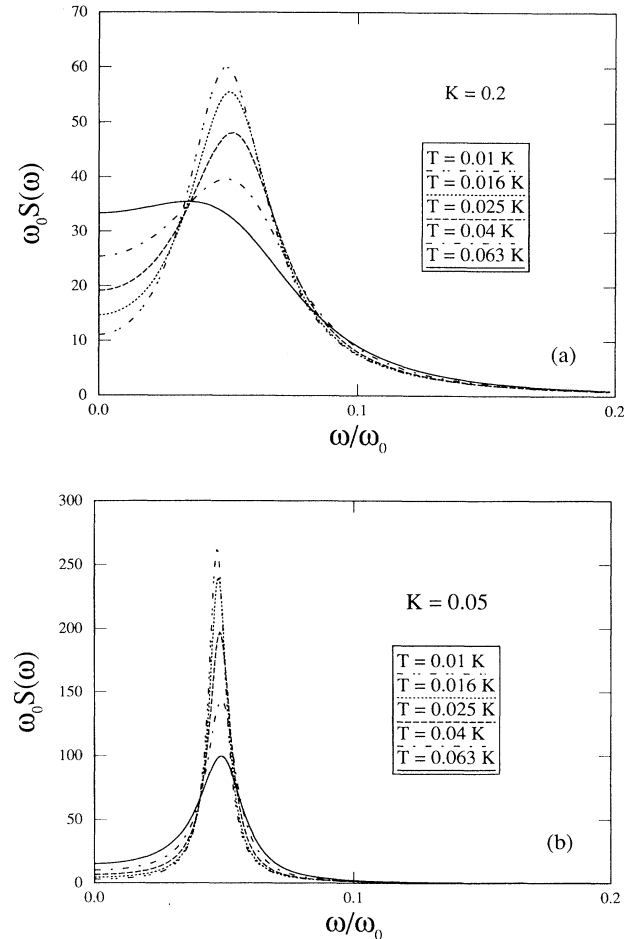 70
60
50
40
30
20
10
0
ω₀S(ω)
K = 0.2
T = 0.01 K
T = 0.016 K
T = 0.025 K
T = 0.04 K
T = 0.063 K
(a)
0.0 0.1 0.2
ω/ω₀
300
250
200
150
100
50
0
ω₀S(ω)
K = 0.05
T = 0.01 K
T = 0.016 K
T = 0.025 K
T = 0.04 K
T = 0.063 K
(b)
0.0 0.1 0.2
ω/ω₀